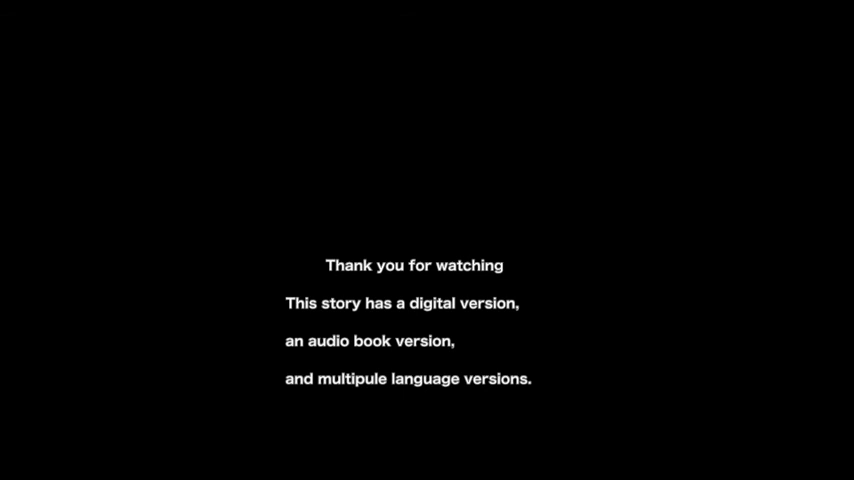 Thank you for watching
This story has a digital version,
an audio book version,
and multipule language versions.